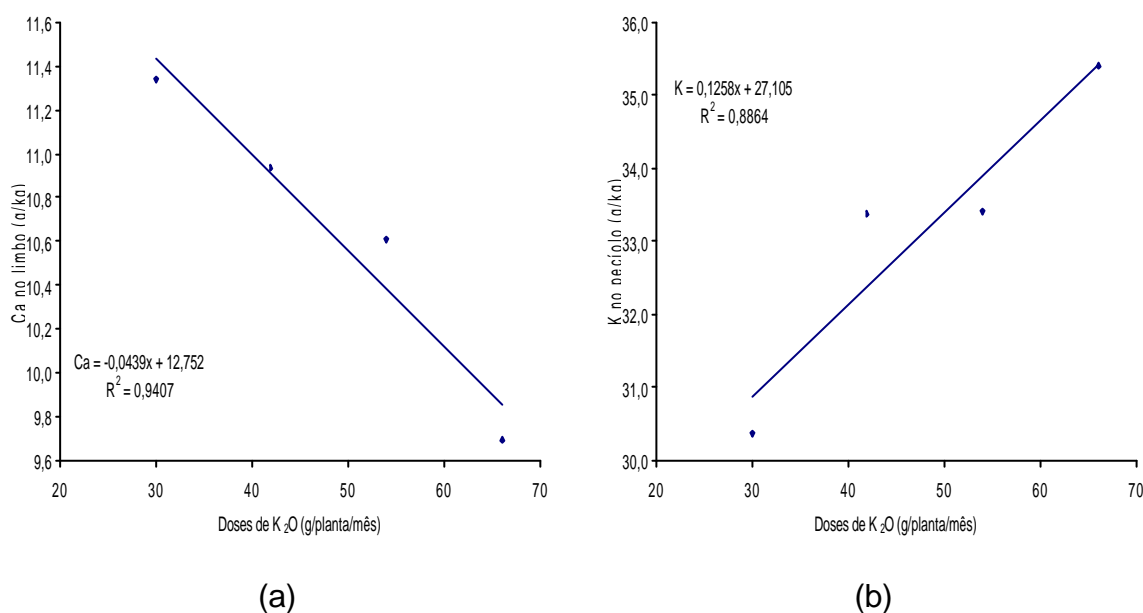 11,6
11,4
11,2
11,0
10,8
10,6
10,4
10,2
10,0
9,8
9,6
Ca no limbo (g/kg)
Ca = -0,0439x + 12,752
R² = 0,9407
20 30 40 50 60 70
Doses de K₂O (g/planta/mês)
(a)
36,0
35,0
34,0
33,0
32,0
31,0
30,0
K no pecíolo (g/kg)
K = 0,1258x + 27,105
R² = 0,8864
20 30 40 50 60 70
Doses de K₂O (g/planta/mês)
(b)